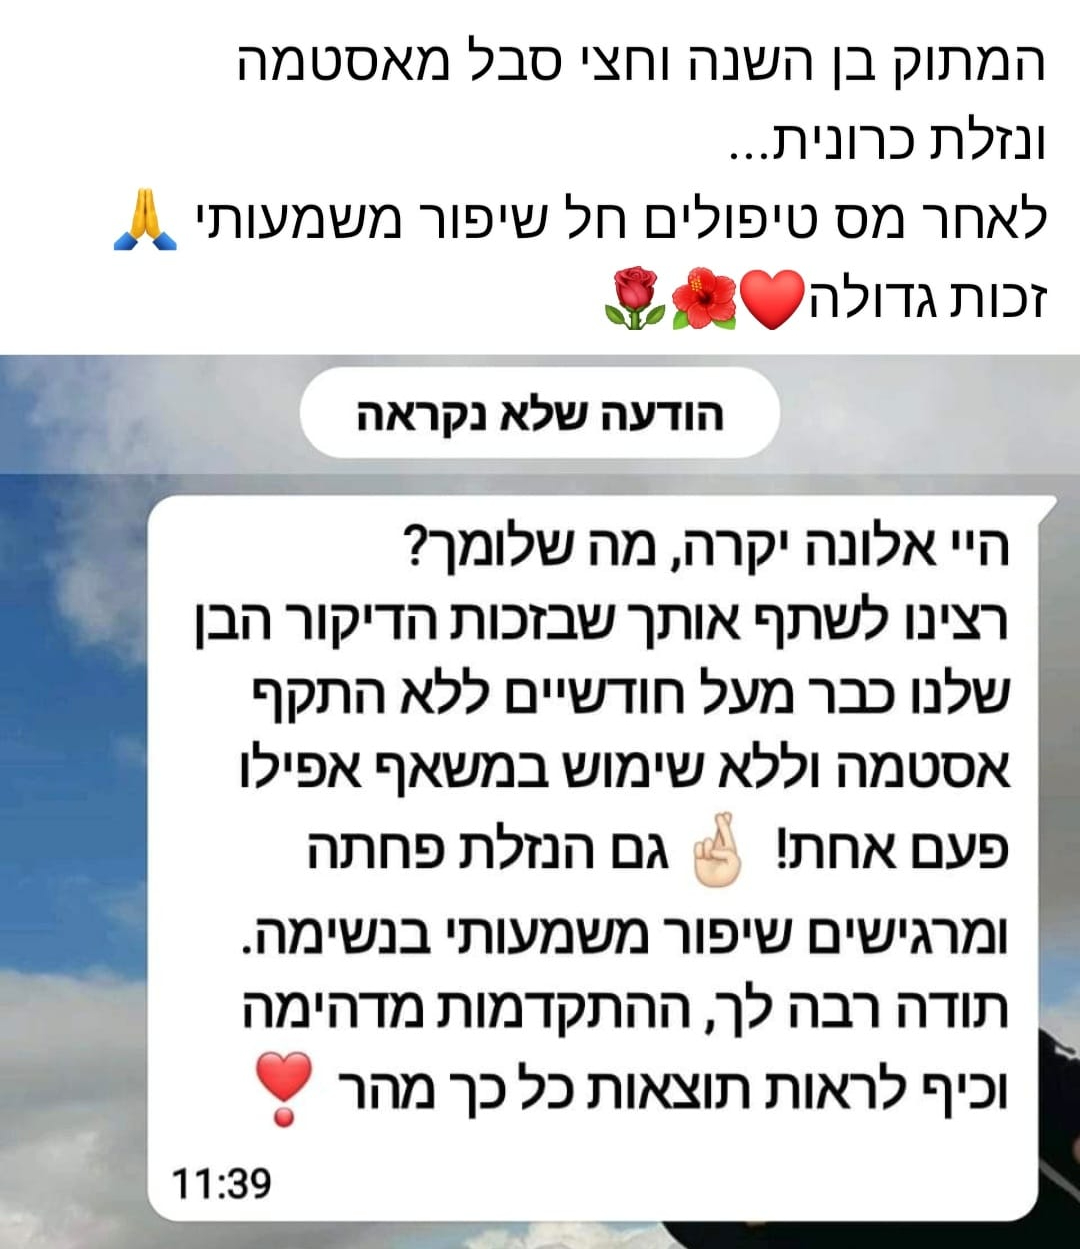 המתוק בן השנה וחצי סבל מאסטמה
ונזלת כרונית...
לאחר מס טיפולים חל שיפור משמעותי 🙏
זכות גדולה❤️🌺🌹
הודעה שלא נקראה
היי אלונה יקרה, מה שלומך?
רצינו לשתף אותך שבזכות הדיקור הבן
שלנו כבר מעל חודשיים ללא התקף
אסטמה וללא שימוש במשאף אפילו
פעם אחת! 🤞🏻 גם הנזלת פחתה
ומרגישים שיפור משמעותי בנשימה.
תודה רבה לך, ההתקדמות מדהימה
וכיף לראות תוצאות כל כך מהר ❣️
11:39